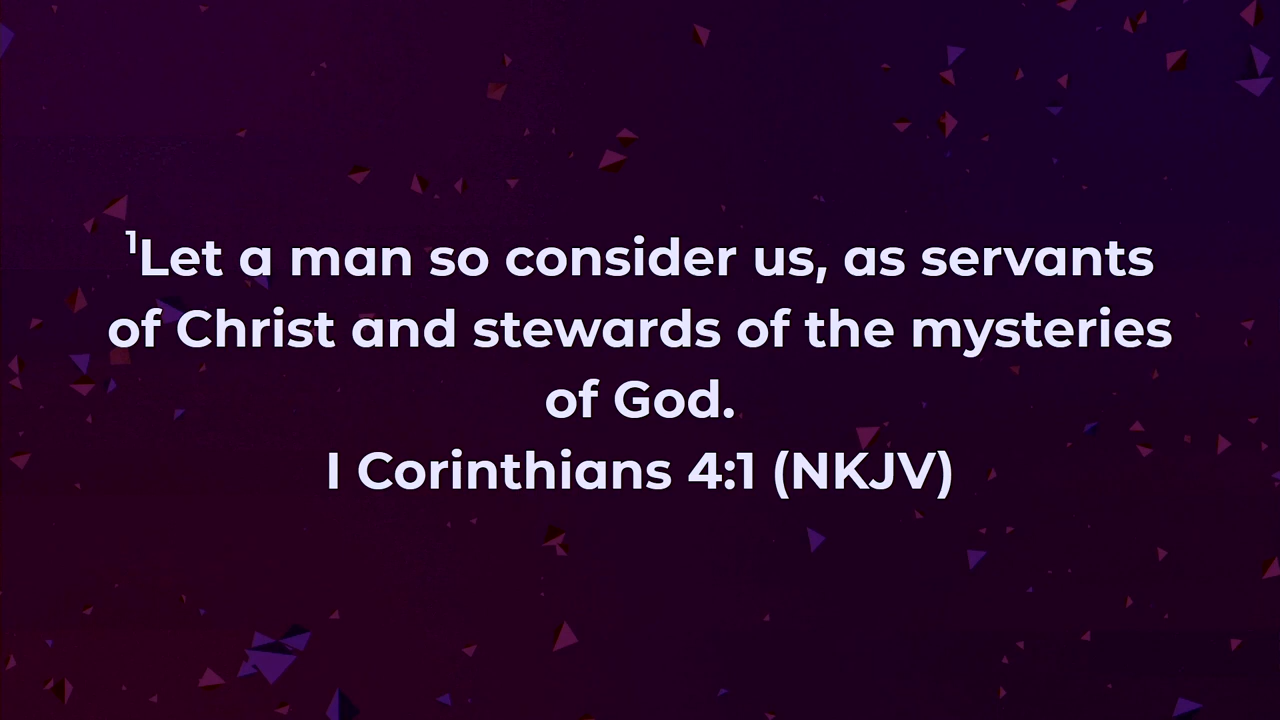 ¹Let a man so consider us, as servants
of Christ and stewards of the mysteries
of God.
I Corinthians 4:1 (NKJV)